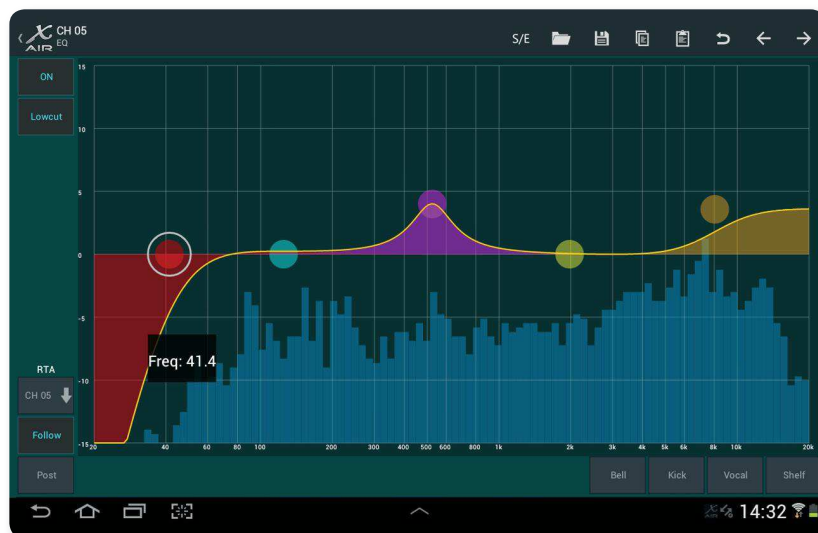 X AIR CH 05
EQ
S/E
ON
Lowcut
15
10
5
0
-5
-10
-15
Freq: 41.4
RTA
CH 05
Follow
Post
20 40 60 80 100 200 300 400 500 600 800 1k 2k 3k 4k 5k 6k 8k 10k 20k
Bell Kick Vocal Shelf
14:32